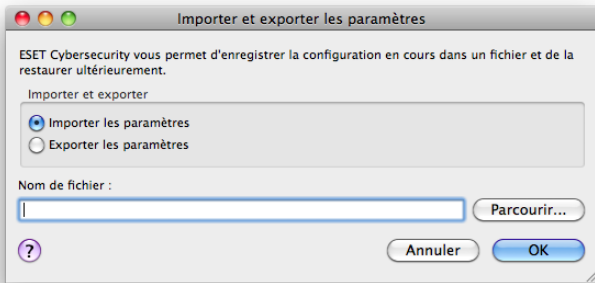 Importer et exporter les paramètres
ESET Cybersecurity vous permet d'enregistrer la configuration en cours dans un fichier et de la
restaurer ultérieurement.
Importer et exporter
Importer les paramètres
Exporter les paramètres
Nom de fichier :
Parcourir...
?
Annuler
OK